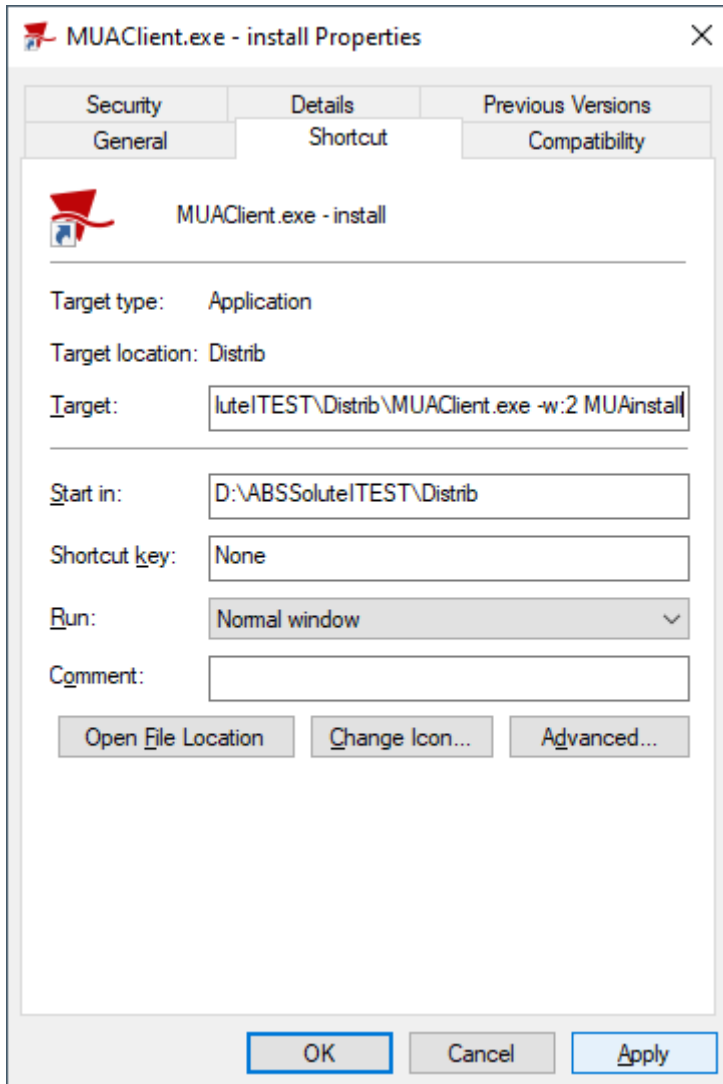 MUAClient.exe - install Properties
Security Details Previous Versions
General Shortcut Compatibility
MUAClient.exe - install
Target type: Application
Target location: Distrib
Target: luteITEST\Distrib\MUAClient.exe -w:2 MUAinstall
Start in: D:\ABSSoluteITEST\Distrib
Shortcut key: None
Run: Normal window
Comment:
Open File Location Change Icon... Advanced...
OK Cancel Apply